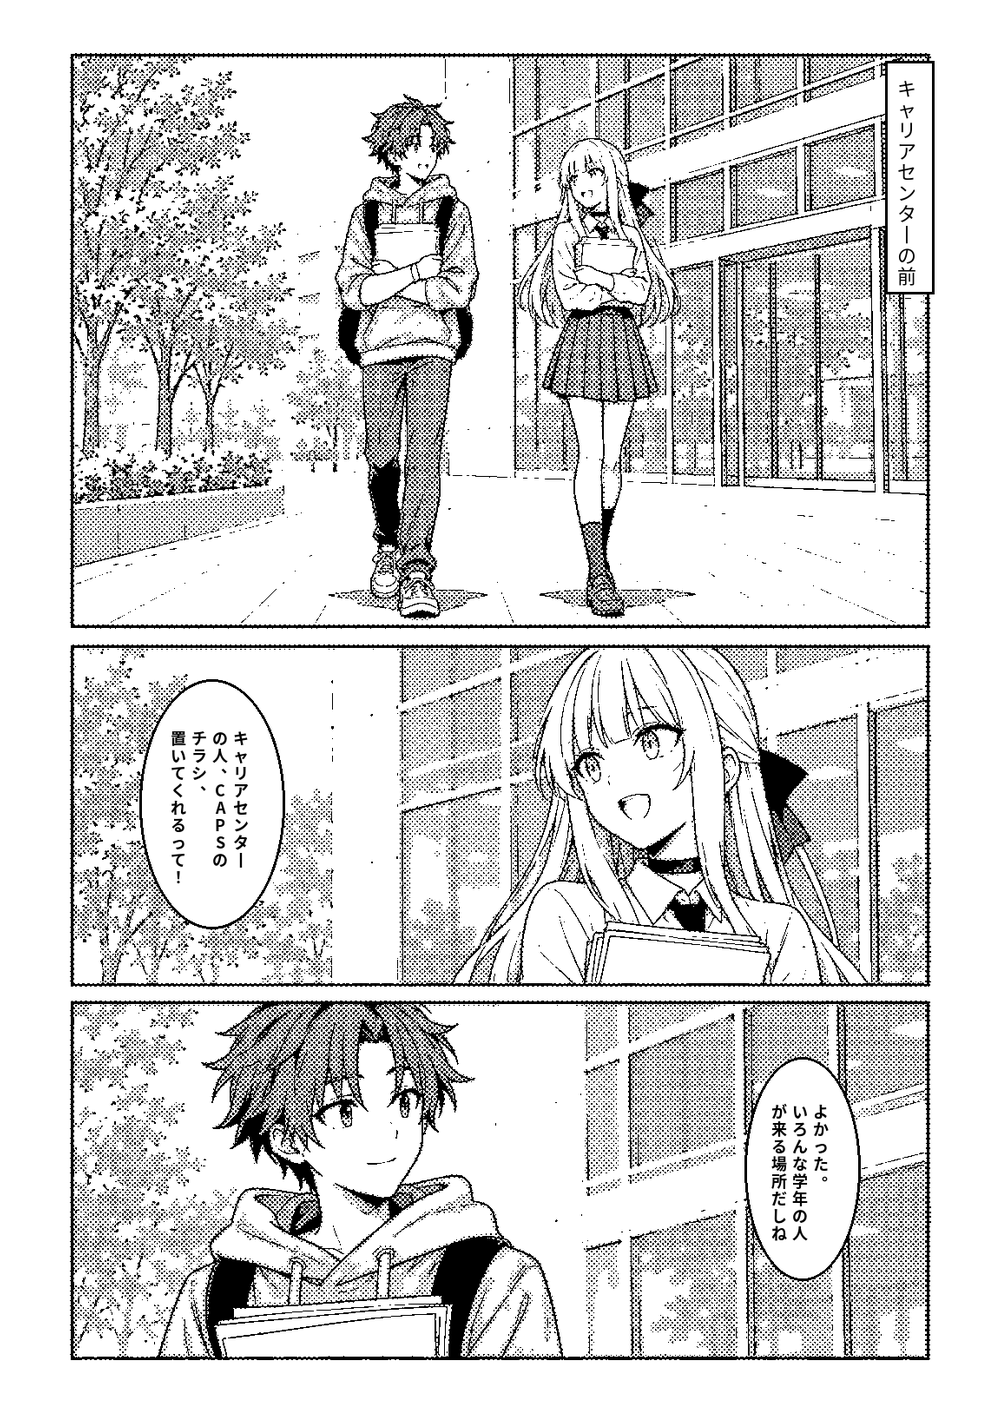 キャリアセンターの前
キャリアセンター
の人、CAPSの
チラシ、
置いてくれるって！
よかった。
いろんな学年の人
が来る場所だしね